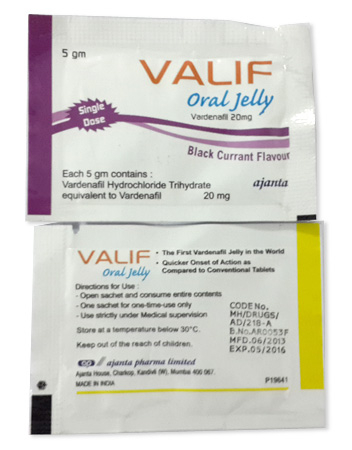 5 gm
VALIF
Oral Jelly
Vardenafil 20mg
Single
Dose
Black Currant Flavour
Each 5 gm contains :
Vardenafil Hydrochloride Trihydrate
equivalent to Vardenafil 20 mg
ajanta
VALIF
Oral Jelly
• The First Vardenafil Jelly in the World
• Quicker Onset of Action as
Compared to Conventional Tablets
Directions for Use :
- Open sachet and consume entire contents
- One sachet for one-time-use only
- Use strictly under Medical supervision
Store at a temperature below 30°C.
Keep out of the reach of children.
CODE No.
MH/DRUGS/
AD/218-A
B.No.AR0053F
MFD.06/2013
EXP.05/2016
ajanta pharma limited
Ajanta House, Charkop, Kandivli (W), Mumbai 400 067.
MADE IN INDIA
P19641